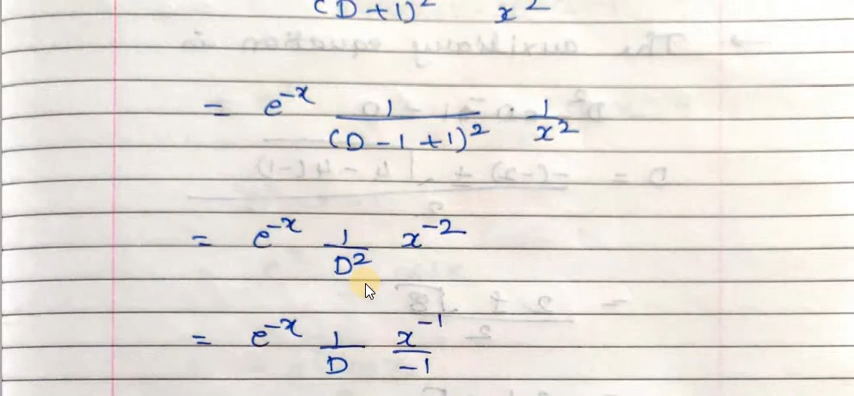 (D+1)² x²
= e^{-x} 1/(D-1+1)² · 1/x²
= e^{-x} 1/D² x^{-2}
= e^{-x} 1/D x^{-1}/-1